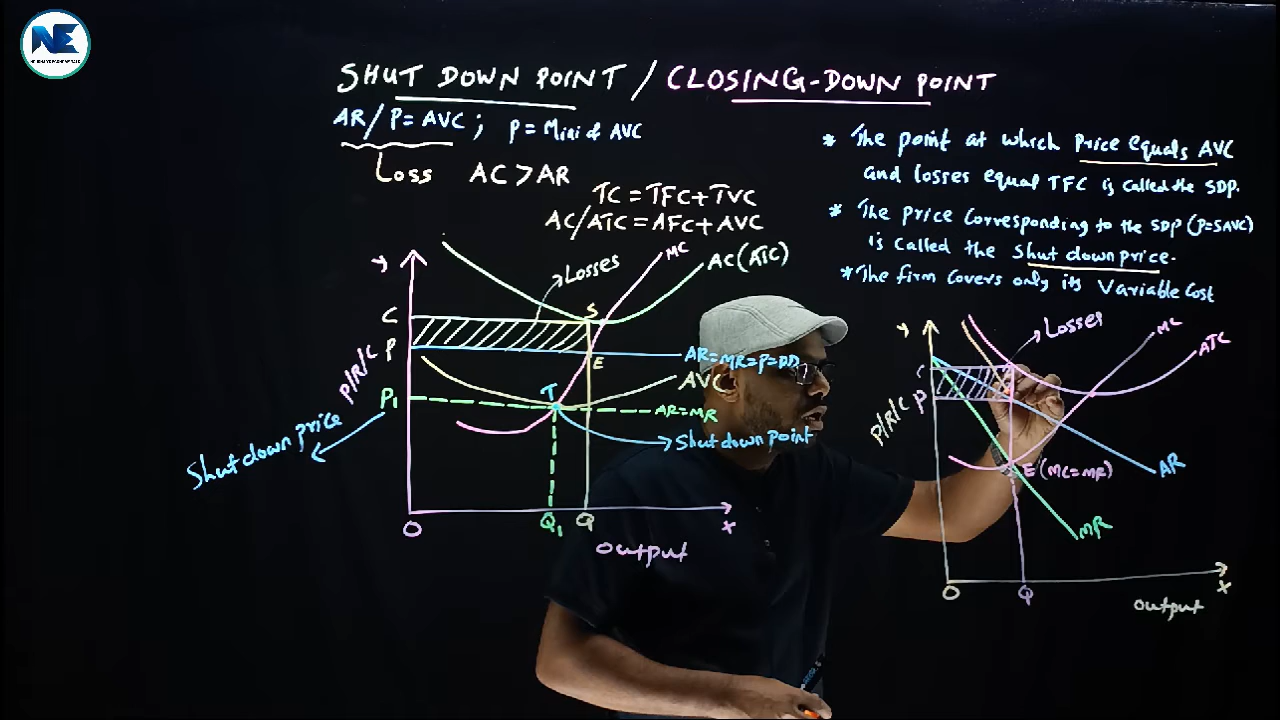 NE
SHUT DOWN POINT / CLOSING-DOWN POINT
AR/P=AVC; P=Mini of AVC
Loss AC>AR
TC=TFC+TVC
AC/ATC=AFC+AVC
* The point at which Price equals AVC
and losses equal TFC is called the SDP.
* The price corresponding to the SDP (P=SAVC)
is called the Shut down price.
* The firm covers only its Variable Cost
Y
C
P
P1
P/R/C
Shut down price
Losses
MC
AC(ATC)
S
E
AR=MR=P=DD
AVC
T
AR=MR
Shut down point
O
Q1
Q
X
Output
Y
C
P
P/R/C
Losses
MC
ATC
E (MC=MR)
AR
MR
O
Q
X
Output